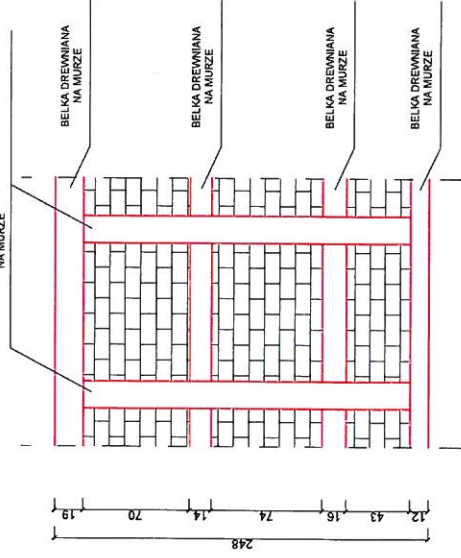 NA MURZE
BELKA DREWNIANA
NA MURZE
BELKA DREWNIANA
NA MURZE
BELKA DREWNIANA
NA MURZE
BELKA DREWNIANA
NA MURZE
19
70
14
74
16
43
12
248